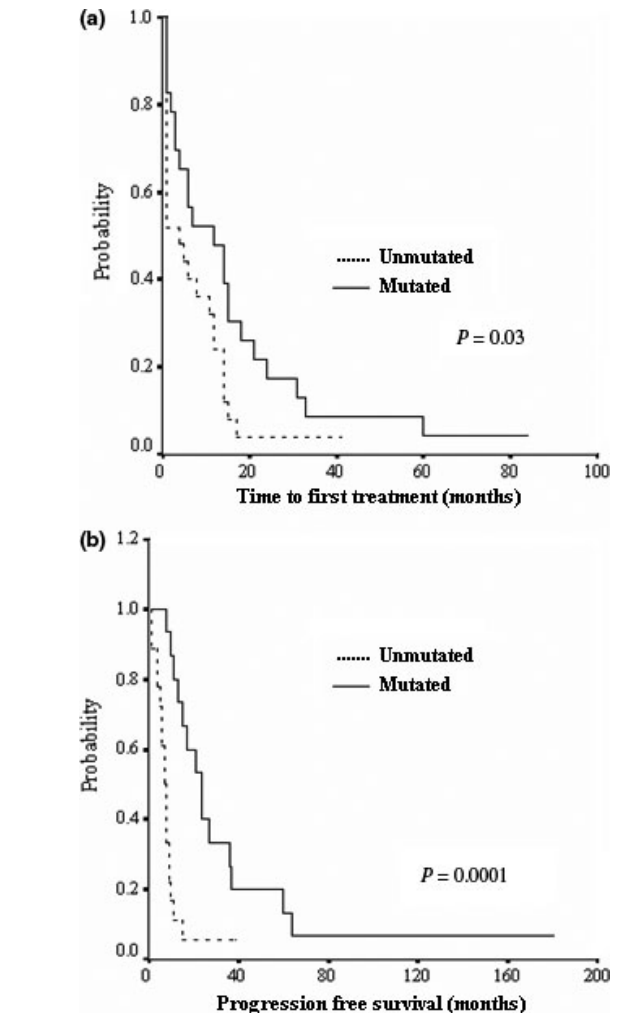 (a)
1.0
0.8
0.6
0.4
0.2
0.0
Probability
Unmutated
Mutated
P = 0.03
0 20 40 60 80 100
Time to first treatment (months)
(b)
1.2
1.0
0.8
0.6
0.4
0.2
0.0
Probability
Unmutated
Mutated
P = 0.0001
0 40 80 120 160 200
Progression free survival (months)